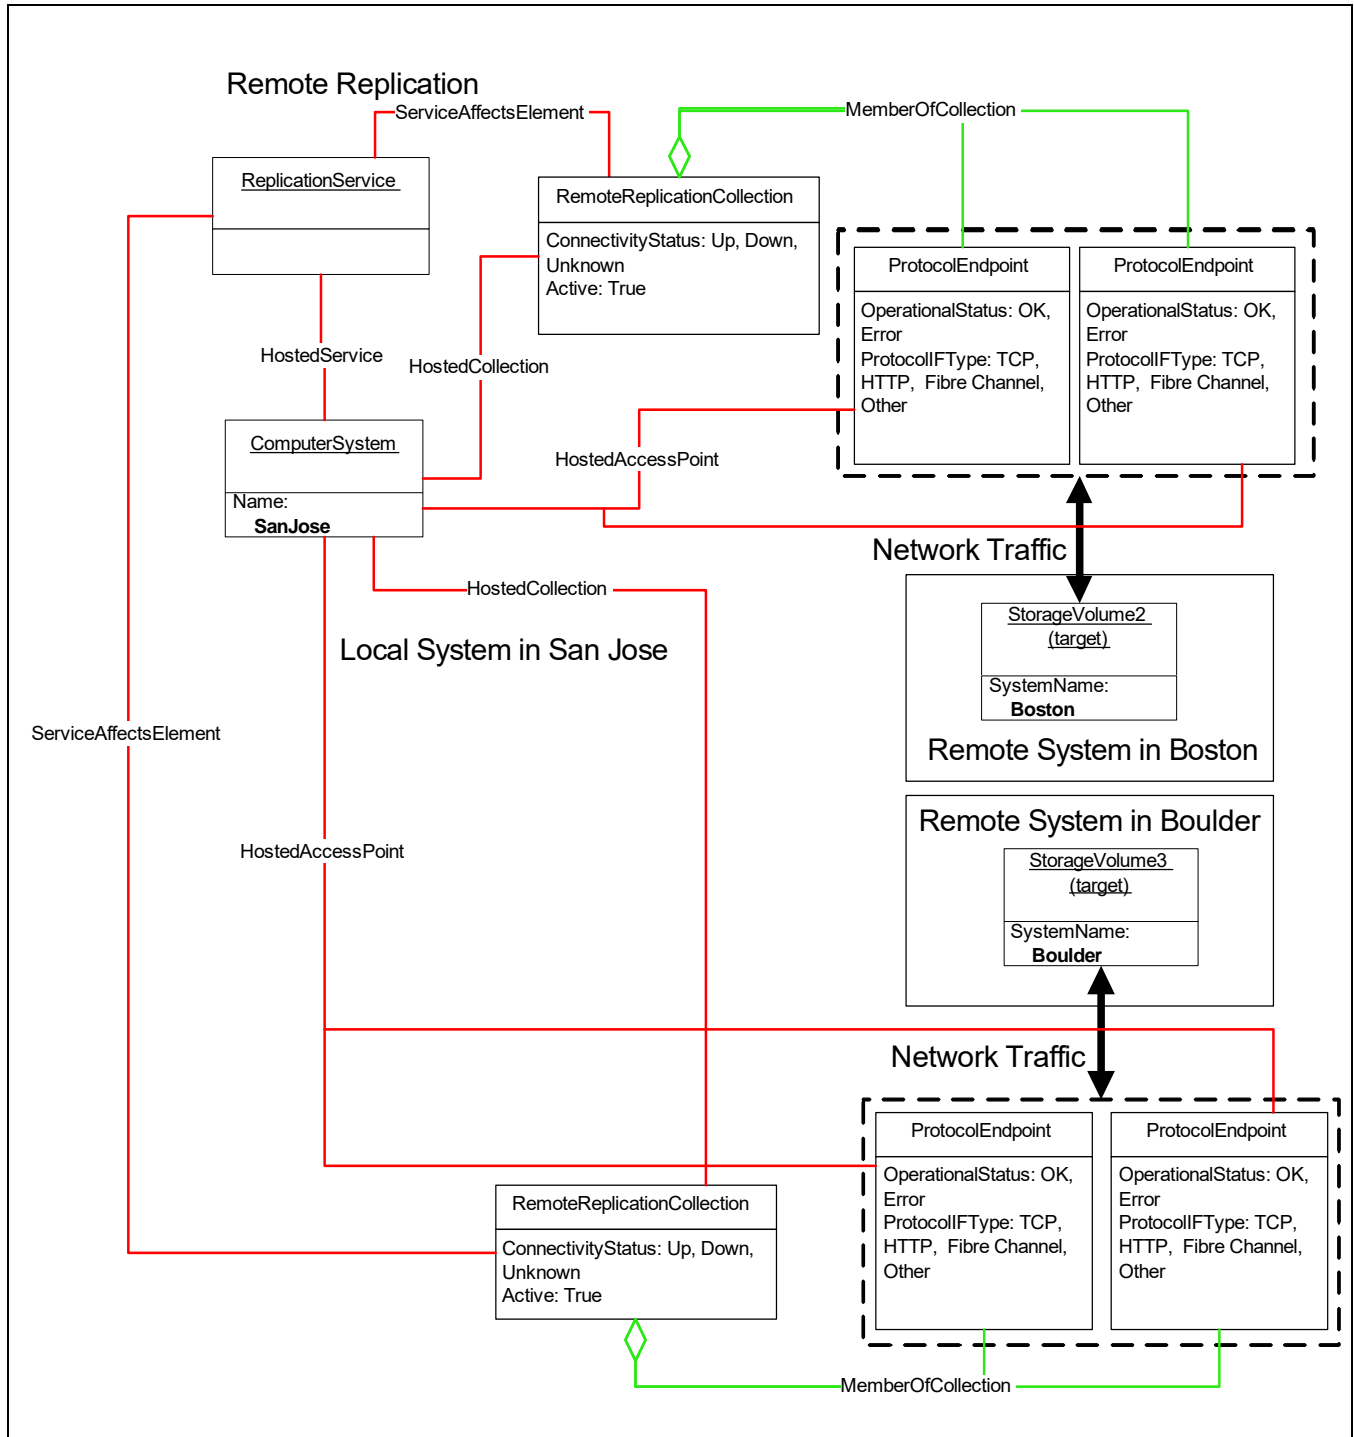 Remote Replication
ServiceAffectsElement
MemberOfCollection
ReplicationService
RemoteReplicationCollection
ConnectivityStatus: Up, Down,
Unknown
Active: True
ProtocolEndpoint
OperationalStatus: OK,
Error
ProtocolIFType: TCP,
HTTP, Fibre Channel,
Other
ProtocolEndpoint
OperationalStatus: OK,
Error
ProtocolIFType: TCP,
HTTP, Fibre Channel,
Other
HostedService
HostedCollection
ComputerSystem
Name:
SanJose
HostedAccessPoint
Network Traffic
HostedCollection
Local System in San Jose
StorageVolume2
(target)
SystemName:
Boston
Remote System in Boston
ServiceAffectsElement
Remote System in Boulder
StorageVolume3
(target)
SystemName:
Boulder
HostedAccessPoint
Network Traffic
ProtocolEndpoint
OperationalStatus: OK,
Error
ProtocolIFType: TCP,
HTTP, Fibre Channel,
Other
ProtocolEndpoint
OperationalStatus: OK,
Error
ProtocolIFType: TCP,
HTTP, Fibre Channel,
Other
RemoteReplicationCollection
ConnectivityStatus: Up, Down,
Unknown
Active: True
MemberOfCollection